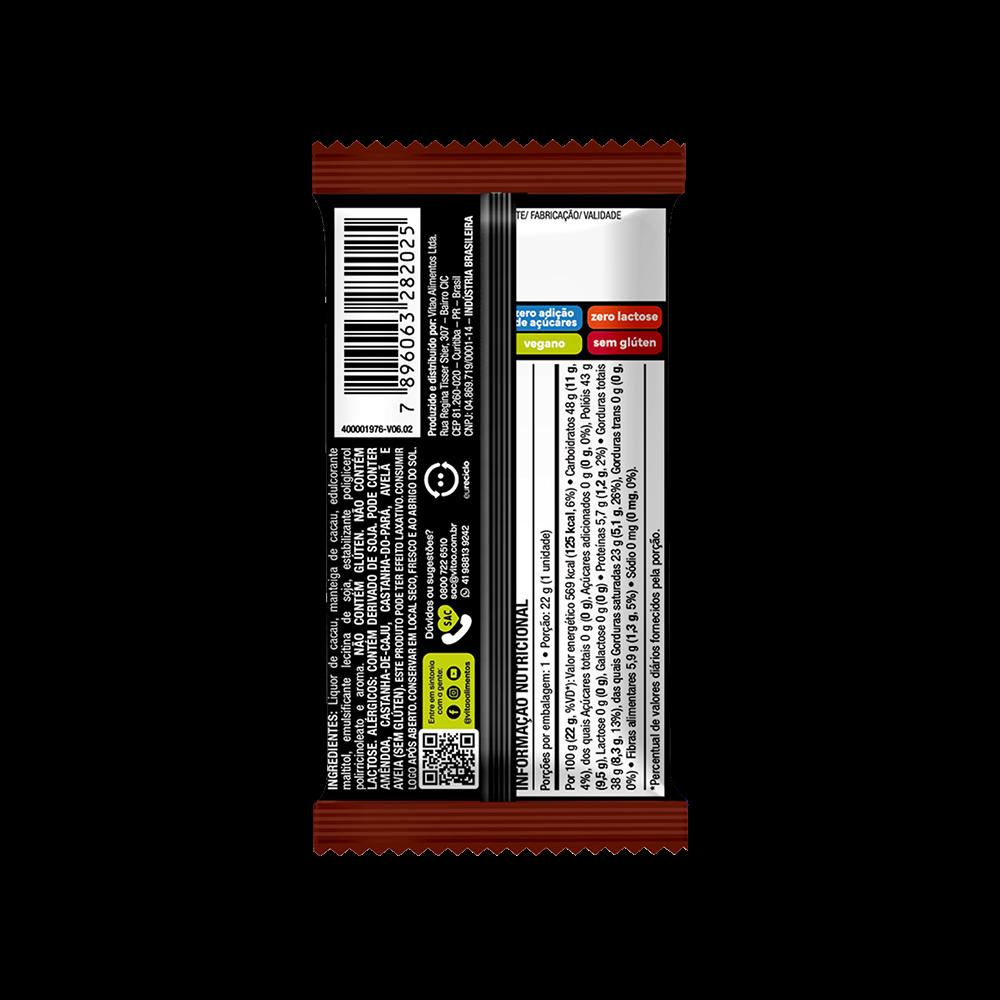 INGREDIENTES: Liquor de cacau, manteiga de cacau, edulcorante
maltitol, emulsificante lecitina de soja, estabilizante poliglicerol
polirricinoleato e aroma. NÃO CONTÉM GLÚTEN. NÃO CONTÉM
LACTOSE. ALÉRGICOS: CONTÉM DERIVADO DE SOJA. PODE CONTER
AMÊNDOA, CASTANHA-DE-CAJU, CASTANHA-DO-PARÁ, AVELÃ E
AVEIA (SEM GLÚTEN). ESTE PRODUTO PODE TER EFEITO LAXATIVO. CONSUMIR
LOGO APÓS ABERTO. CONSERVAR EM LOCAL SECO, FRESCO E AO ABRIGO DO SOL.
7 896063 282025
400001976-V06.02
Produzido e distribuído por: Vitao Alimentos Ltda.
Rua Regina Tisser Stier, 307 – Bairro CIC
CEP 81.260-020 – Curitiba – PR – Brasil
CNPJ: 04.869.719/0001-14 – INDÚSTRIA BRASILEIRA
eureciclo
Dúvidas ou sugestões?
SAC
0800 722 6510
sac@vitao.com.br
41 98813 9242
Entre em sintonia
com a gente:
@vitaoalimentos
TE/ FABRICAÇÃO/ VALIDADE
zero adição
de açúcares
zero lactose
vegano
sem glúten
INFORMAÇÃO NUTRICIONAL
Porções por embalagem: 1 • Porção: 22 g (1 unidade)
Por 100 g (22 g, %VD*): Valor energético 569 kcal (125 kcal, 6%) • Carboidratos 48 g (11 g,
4%), dos quais Açúcares totais 0 g (0 g), Açúcares adicionados 0 g (0 g, 0%), Polióis 43 g
(9,5 g), Lactose 0 g (0 g), Galactose 0 g (0 g) • Proteínas 5,7 g (1,2 g, 2%) • Gorduras totais
38 g (8,3 g, 13%), das quais Gorduras saturadas 23 g (5,1 g, 26%), Gorduras trans 0 g (0 g,
0%) • Fibras alimentares 5,9 g (1,3 g, 5%) • Sódio 0 mg (0 mg, 0%).
*Percentual de valores diários fornecidos pela porção.